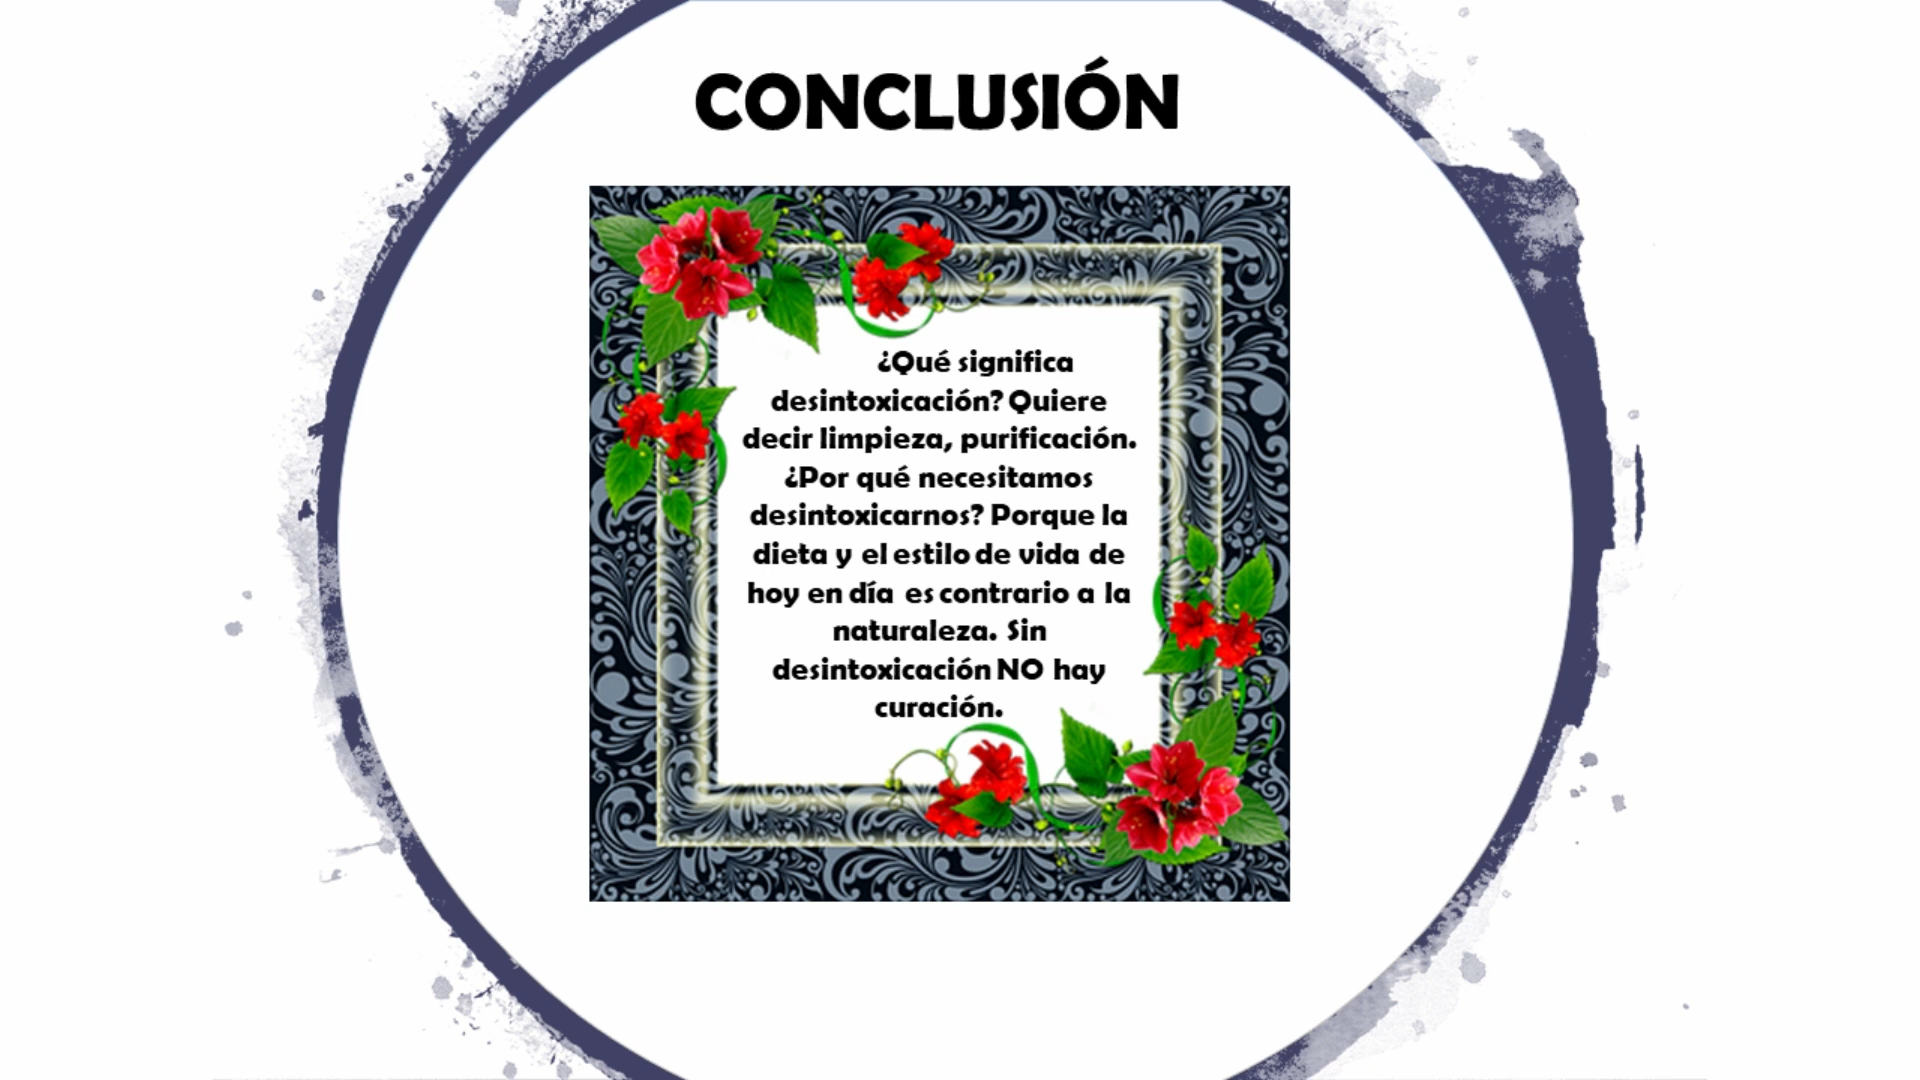 CONCLUSIÓN
¿Qué significa
desintoxicación? Quiere
decir limpieza, purificación.
¿Por qué necesitamos
desintoxicarnos? Porque la
dieta y el estilo de vida de
hoy en día es contrario a la
naturaleza. Sin
desintoxicación NO hay
curación.